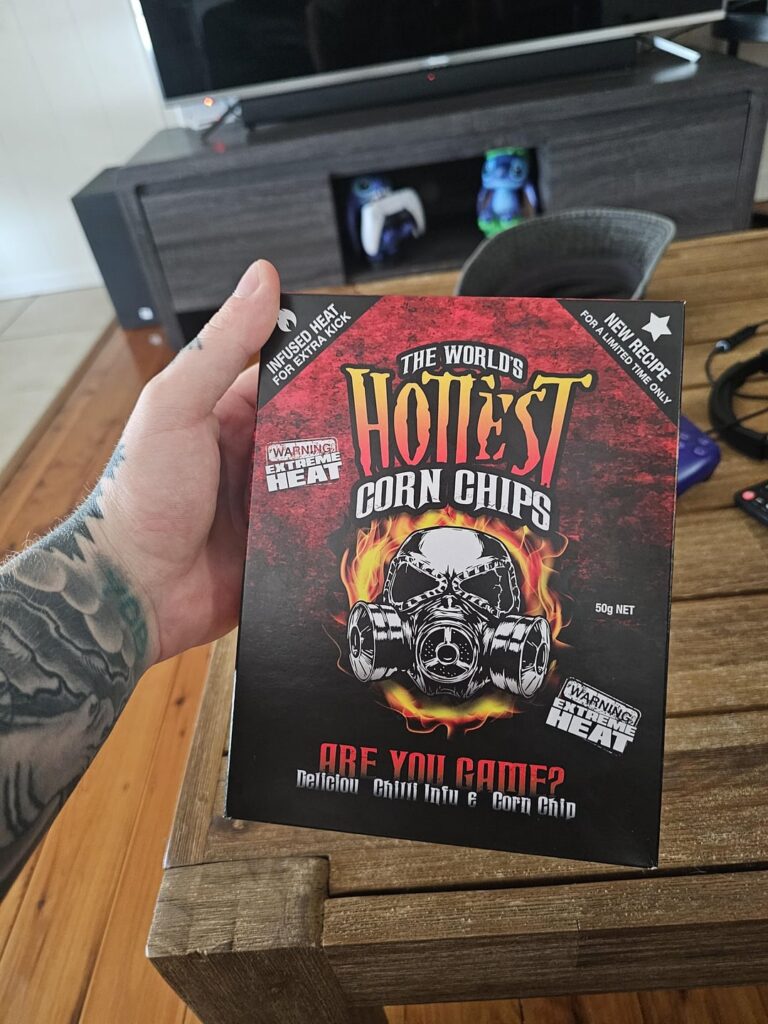 INFUSED HEAT
FOR EXTRA KICK
NEW RECIPE
FOR A LIMITED TIME ONLY
THE WORLD'S
HOTTEST
CORN CHIPS
WARNING
EXTREME
HEAT
50g NET
WARNING
EXTREME
HEAT
ARE YOU GAME?
Deliciou Chilli Infu e Corn Chip